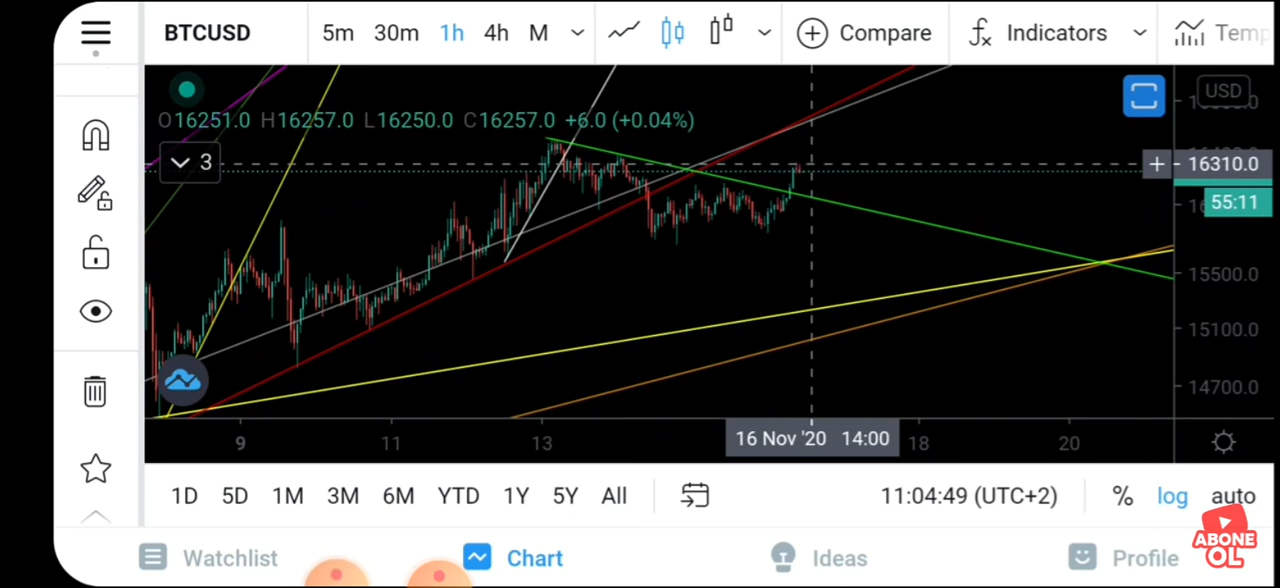 BTCUSD 5m 30m 1h 4h M Compare Indicators
USD
O16251.0 H16257.0 L16250.0 C16257.0 +6.0 (+0.04%)
3
16310.0
55:11
15500.0
15100.0
14700.0
9 11 13 16 Nov '20 14:00 18 20
1D 5D 1M 3M 6M YTD 1Y 5Y All 11:04:49 (UTC+2) % log auto
ABONE
OL
Watchlist Chart Ideas Profile